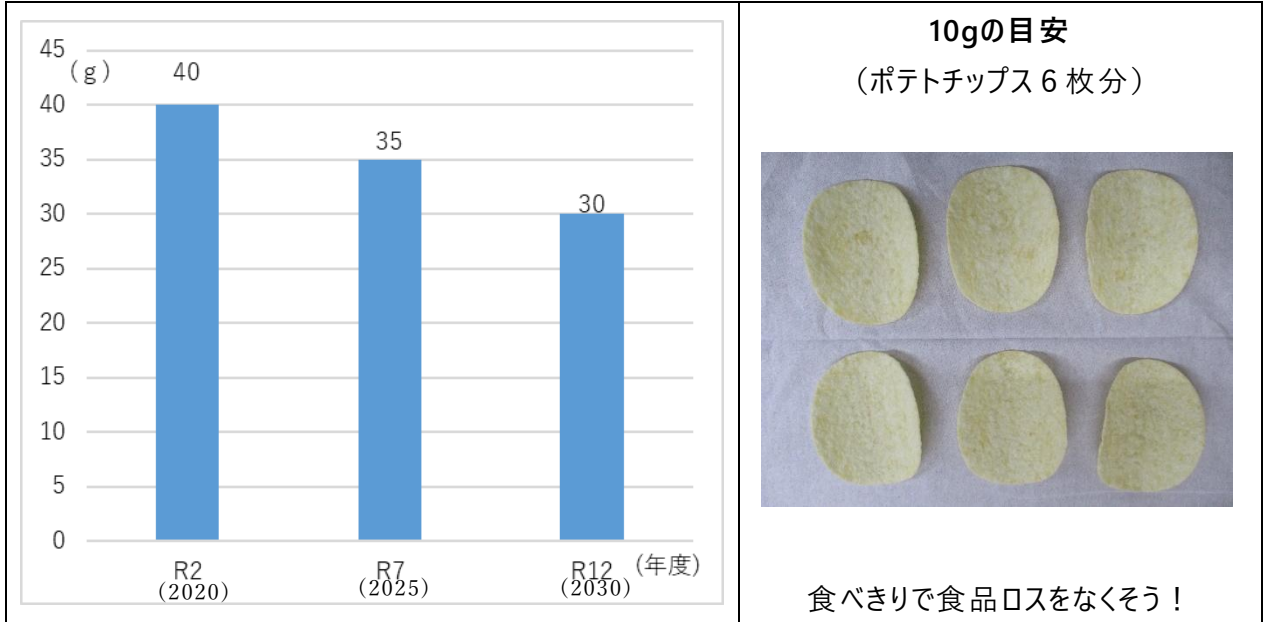 45
（ｇ）
40
40
35
35
30
30
25
20
15
10
5
0
R2
（2020）
R7
（2025）
R12
（2030）
(年度)
10gの目安
（ポテトチップス６枚分）
食べきりで食品ロスをなくそう！